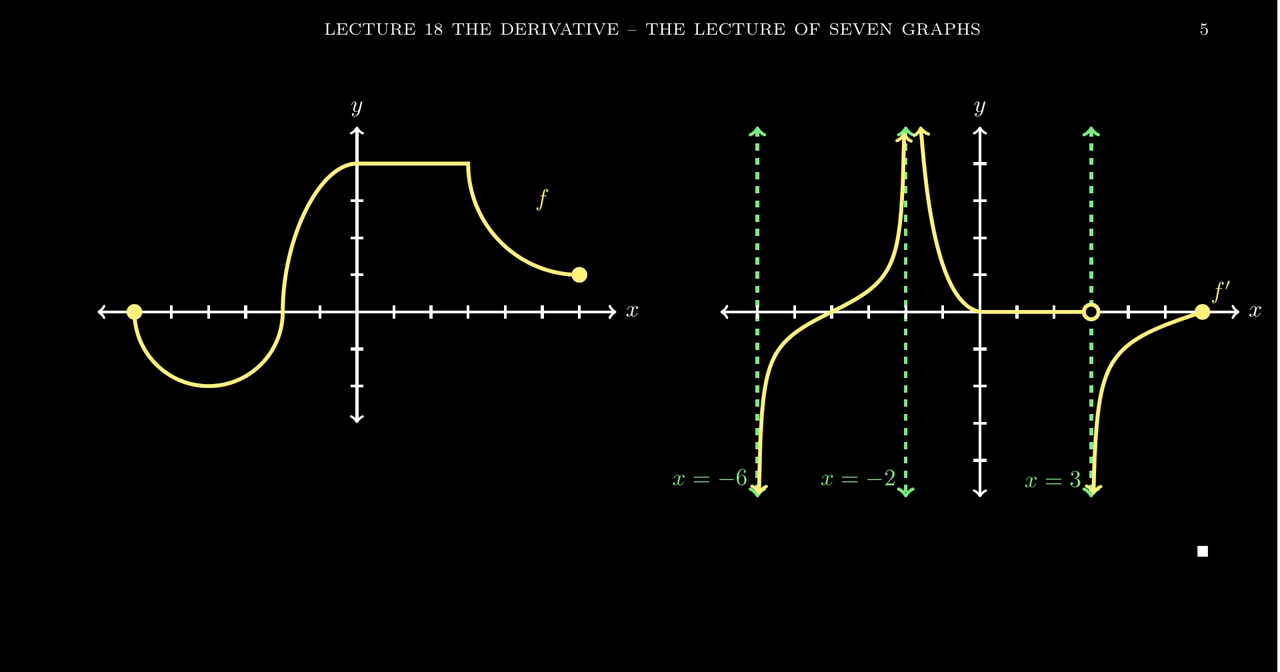 LECTURE 18 THE DERIVATIVE – THE LECTURE OF SEVEN GRAPHS 5
y
f
x
y
f′
x
x = −6
x = −2
x = 3